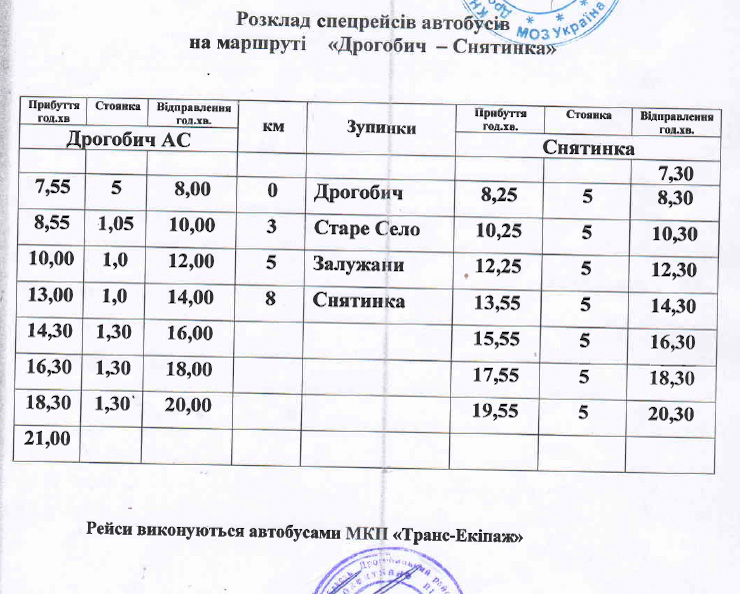 Розклад спецрейсів автобусів
на маршруті «Дрогобич – Снятинка»
МОЗ Україна
Прибуття год.хв Стоянка Відправлення год.хв. км Зупинки Прибуття год.хв. Стоянка Відправлення год.хв.
Дрогобич АС Снятинка
7,30
7,55 5 8,00 0 Дрогобич 8,25 5 8,30
8,55 1,05 10,00 3 Старе Село 10,25 5 10,30
10,00 1,0 12,00 5 Залужани 12,25 5 12,30
13,00 1,0 14,00 8 Снятинка 13,55 5 14,30
14,30 1,30 16,00 15,55 5 16,30
16,30 1,30 18,00 17,55 5 18,30
18,30 1,30 20,00 19,55 5 20,30
21,00
Рейси виконуються автобусами МКП «Транс-Екіпаж»